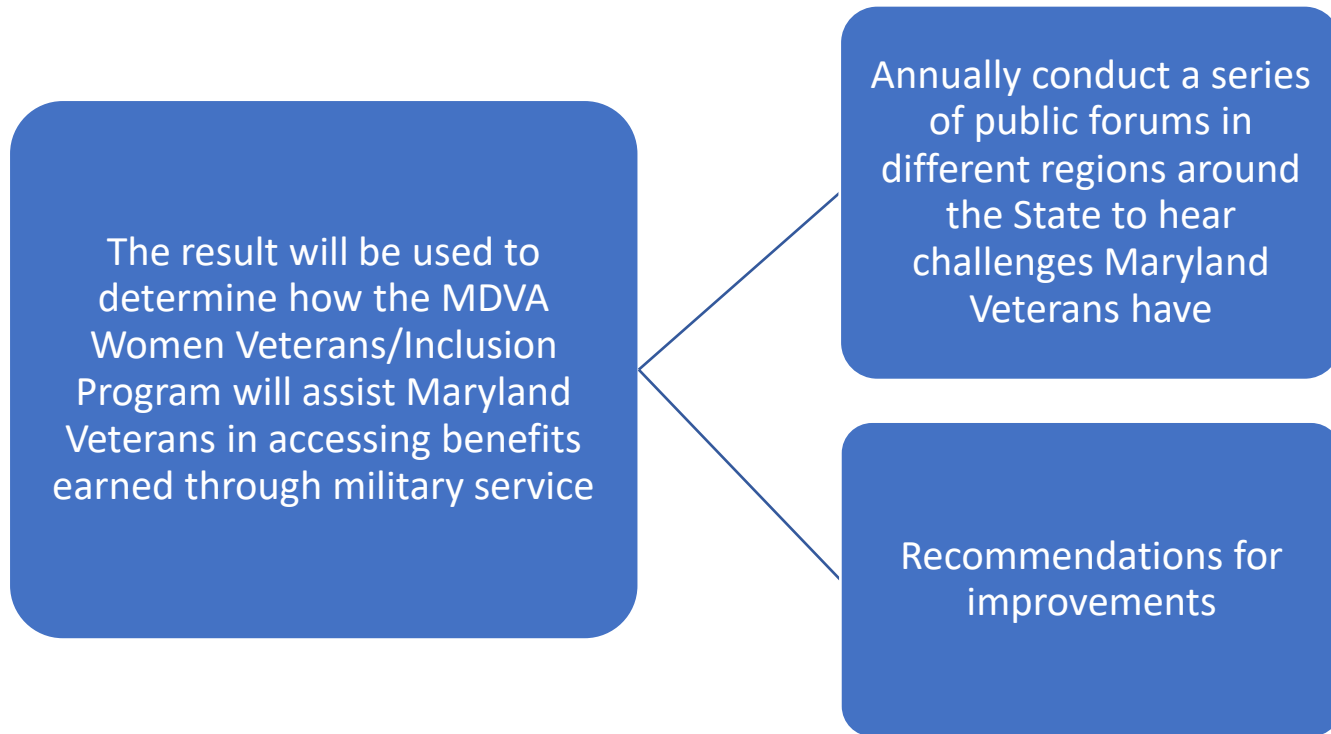 The result will be used to
determine how the MDVA
Women Veterans/Inclusion
Program will assist Maryland
Veterans in accessing benefits
earned through military service
Annually conduct a series
of public forums in
different regions around
the State to hear
challenges Maryland
Veterans have
Recommendations for
improvements